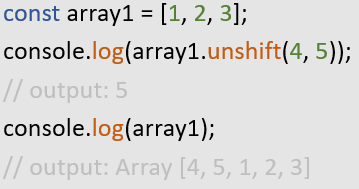 const array1 = [1, 2, 3];
console.log(array1.unshift(4, 5));
// output: 5
console.log(array1);
// output: Array [4, 5, 1, 2, 3]